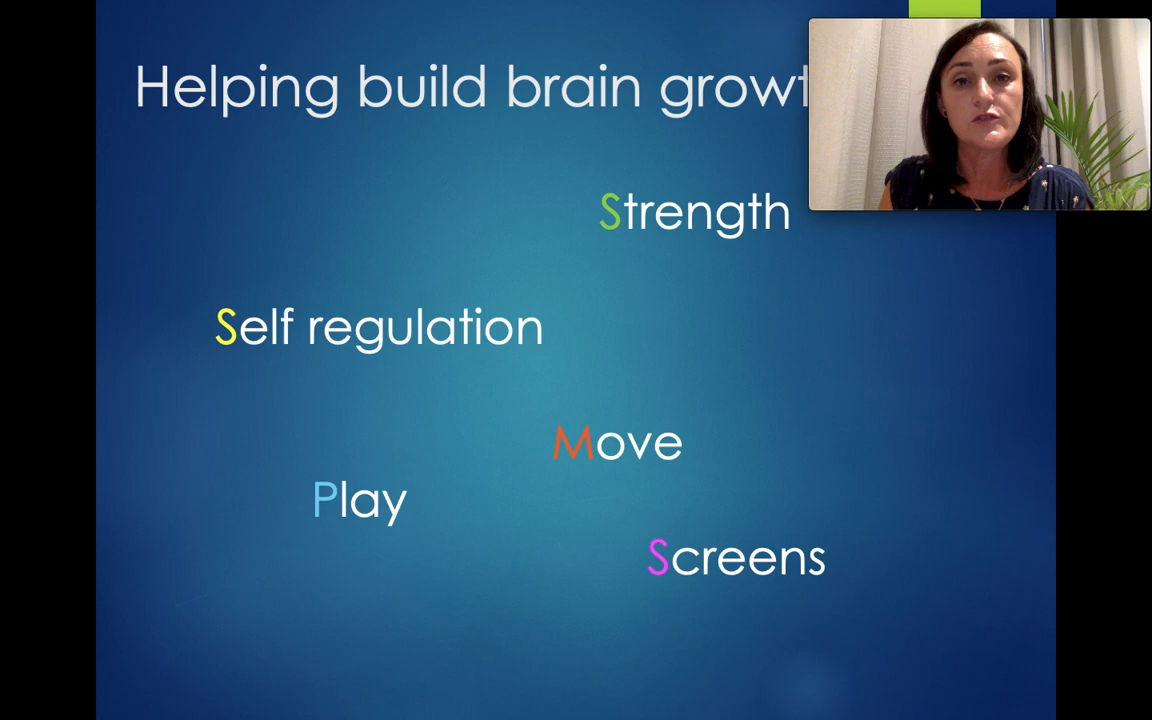 Helping build brain growt
Strength
Self regulation
Move
Play
Screens